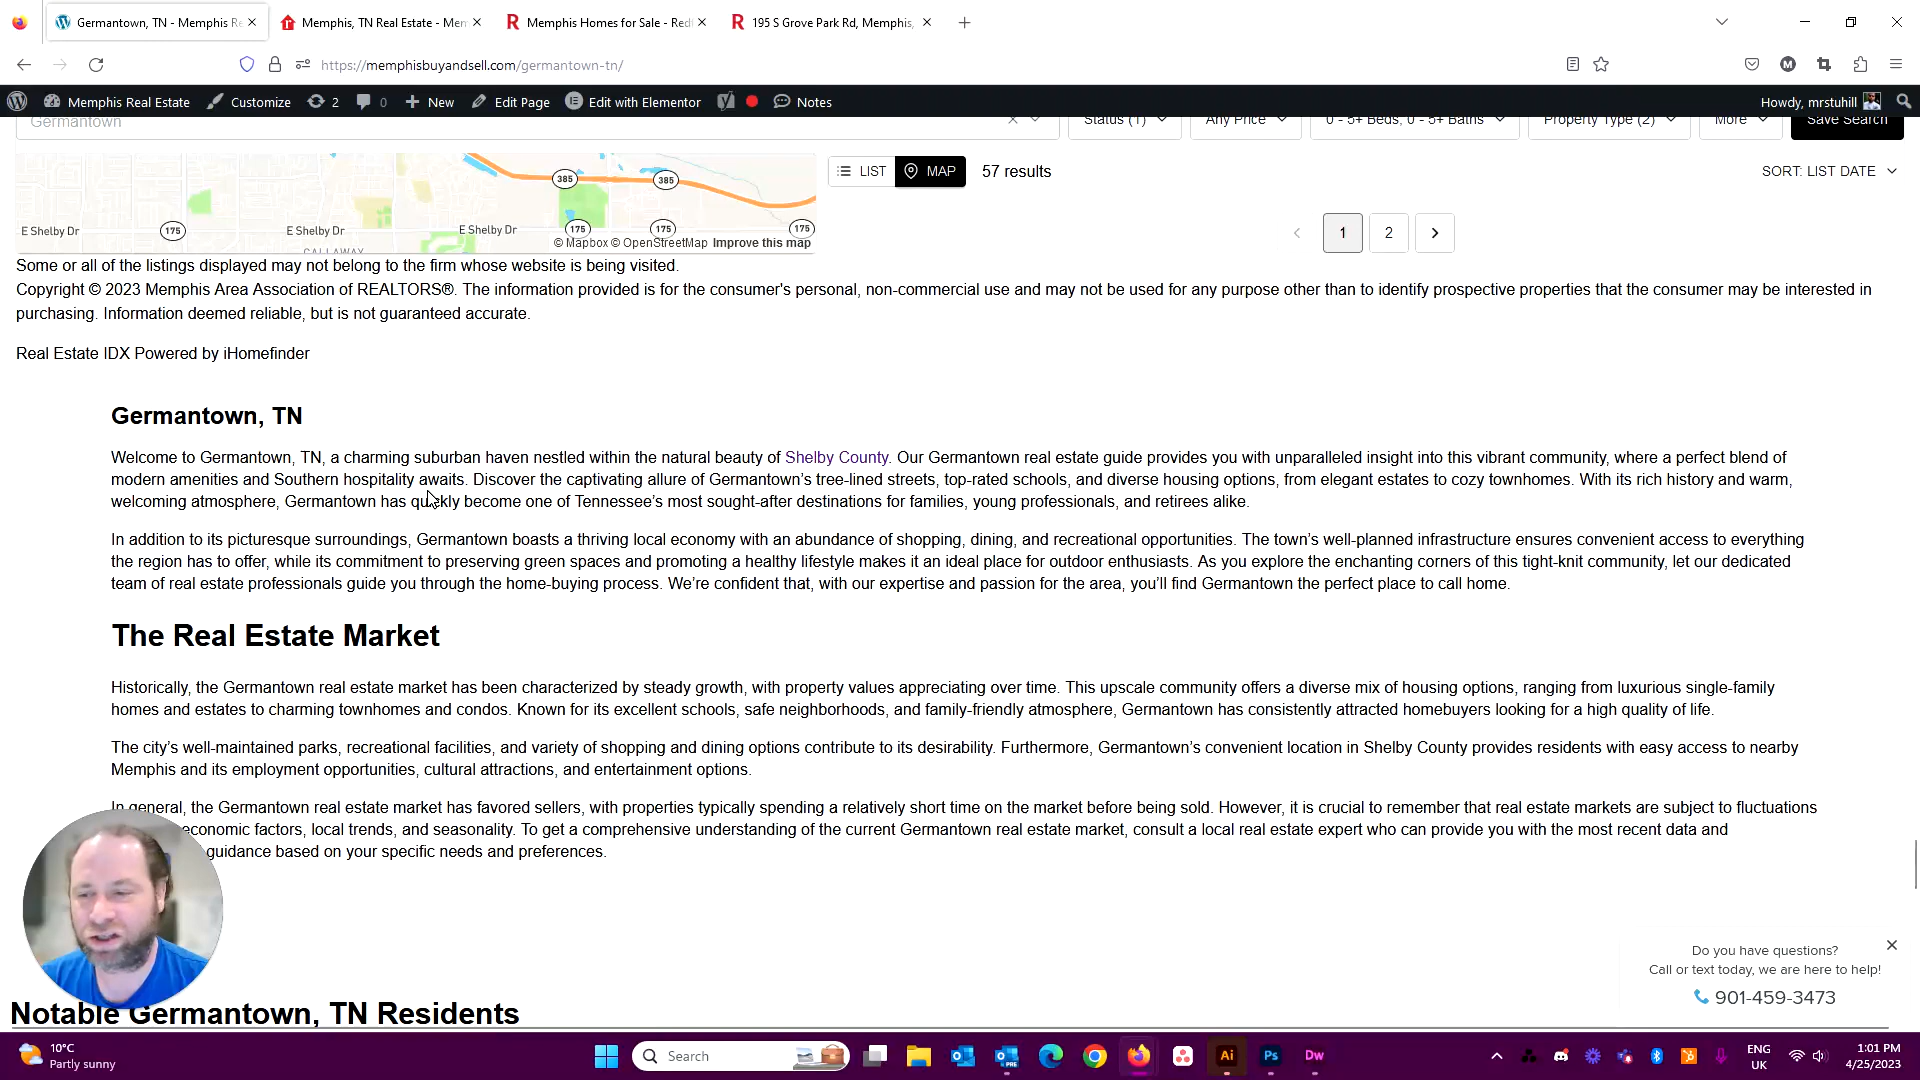 Germantown, TN - Memphis Re
Memphis, TN Real Estate - Mem
Memphis Homes for Sale - Redf
195 S Grove Park Rd, Memphis,
https://memphisbuyandsell.com/germantown-tn/
Memphis Real Estate
Customize
2
0
New
Edit Page
Edit with Elementor
Notes
Howdy, mrstuhill
Germantown
Status (1)
Any Price
0 - 5+ Beds, 0 - 5+ Baths
Property Type (2)
More
Save Search
385
385
E Shelby Dr
175
E Shelby Dr
E Shelby Dr
175
175
175
CALLAWAY
© Mapbox © OpenStreetMap Improve this map
LIST
MAP
57 results
SORT: LIST DATE
1
2
Some or all of the listings displayed may not belong to the firm whose website is being visited.
Copyright © 2023 Memphis Area Association of REALTORS®. The information provided is for the consumer's personal, non-commercial use and may not be used for any purpose other than to identify prospective properties that the consumer may be interested in
purchasing. Information deemed reliable, but is not guaranteed accurate.
Real Estate IDX Powered by iHomefinder
Germantown, TN
Welcome to Germantown, TN, a charming suburban haven nestled within the natural beauty of Shelby County. Our Germantown real estate guide provides you with unparalleled insight into this vibrant community, where a perfect blend of
modern amenities and Southern hospitality awaits. Discover the captivating allure of Germantown’s tree-lined streets, top-rated schools, and diverse housing options, from elegant estates to cozy townhomes. With its rich history and warm,
welcoming atmosphere, Germantown has quickly become one of Tennessee’s most sought-after destinations for families, young professionals, and retirees alike.
In addition to its picturesque surroundings, Germantown boasts a thriving local economy with an abundance of shopping, dining, and recreational opportunities. The town’s well-planned infrastructure ensures convenient access to everything
the region has to offer, while its commitment to preserving green spaces and promoting a healthy lifestyle makes it an ideal place for outdoor enthusiasts. As you explore the enchanting corners of this tight-knit community, let our dedicated
team of real estate professionals guide you through the home-buying process. We’re confident that, with our expertise and passion for the area, you’ll find Germantown the perfect place to call home.
The Real Estate Market
Historically, the Germantown real estate market has been characterized by steady growth, with property values appreciating over time. This upscale community offers a diverse mix of housing options, ranging from luxurious single-family
homes and estates to charming townhomes and condos. Known for its excellent schools, safe neighborhoods, and family-friendly atmosphere, Germantown has consistently attracted homebuyers looking for a high quality of life.
The city’s well-maintained parks, recreational facilities, and variety of shopping and dining options contribute to its desirability. Furthermore, Germantown’s convenient location in Shelby County provides residents with easy access to nearby
Memphis and its employment opportunities, cultural attractions, and entertainment options.
In general, the Germantown real estate market has favored sellers, with properties typically spending a relatively short time on the market before being sold. However, it is crucial to remember that real estate markets are subject to fluctuations
economic factors, local trends, and seasonality. To get a comprehensive understanding of the current Germantown real estate market, consult a local real estate expert who can provide you with the most recent data and
guidance based on your specific needs and preferences.
Do you have questions?
Call or text today, we are here to help!
901-459-3473
Notable Germantown, TN Residents
10°C
Partly sunny
Search
Ai
Ps
Dw
ENG
UK
1:01 PM
4/25/2023